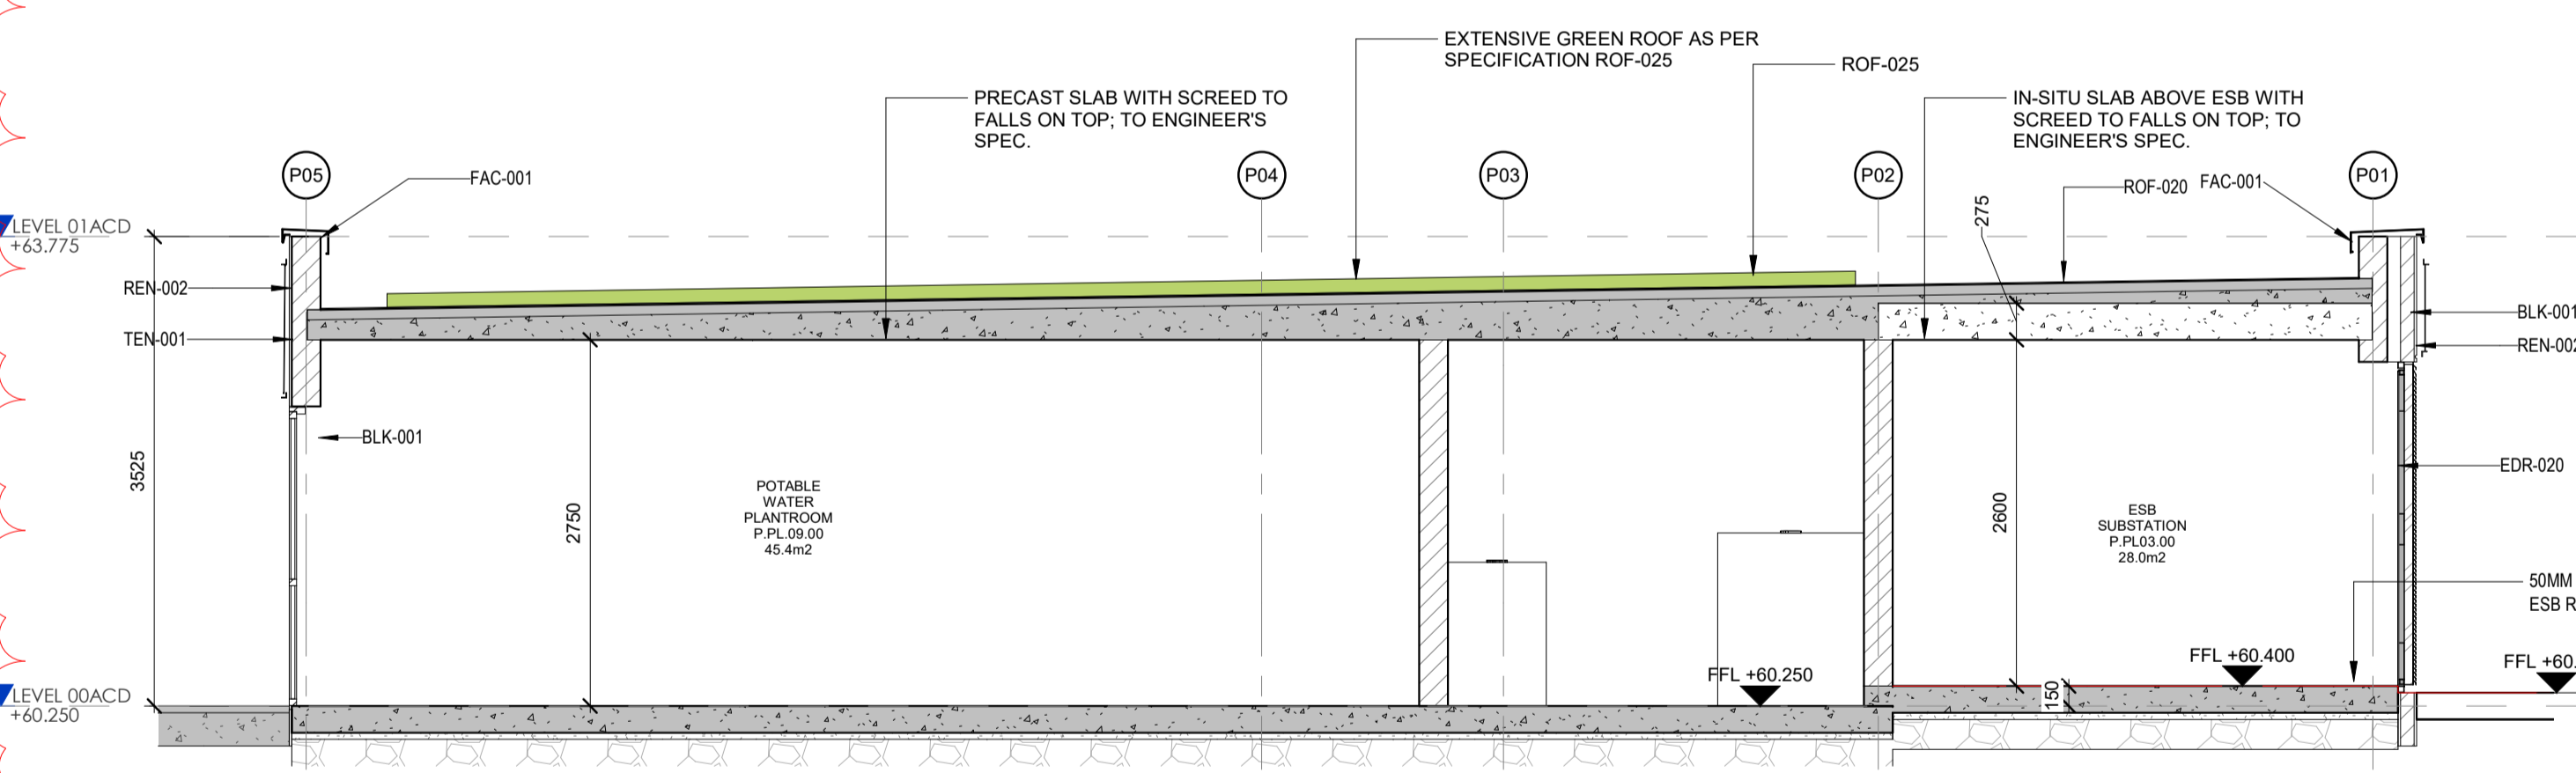 EXTENSIVE GREEN ROOF AS PER
SPECIFICATION ROF-025
ROF-025
PRECAST SLAB WITH SCREED TO
FALLS ON TOP; TO ENGINEER'S
SPEC.
IN-SITU SLAB ABOVE ESB WITH
SCREED TO FALLS ON TOP; TO
ENGINEER'S SPEC.
P05
FAC-001
P04
P03
P02
ROF-020
FAC-001
P01
275
LEVEL 01ACD
+63.775
REN-002
TEN-001
BLK-001
REN-002
BLK-001
3525
2750
POTABLE
WATER
PLANTROOM
P.PL.09.00
45.4m2
2600
ESB
SUBSTATION
P.PL03.00
28.0m2
EDR-020
50MM
ESB R
FFL +60.250
FFL +60.400
FFL +60.
150
LEVEL 00ACD
+60.250